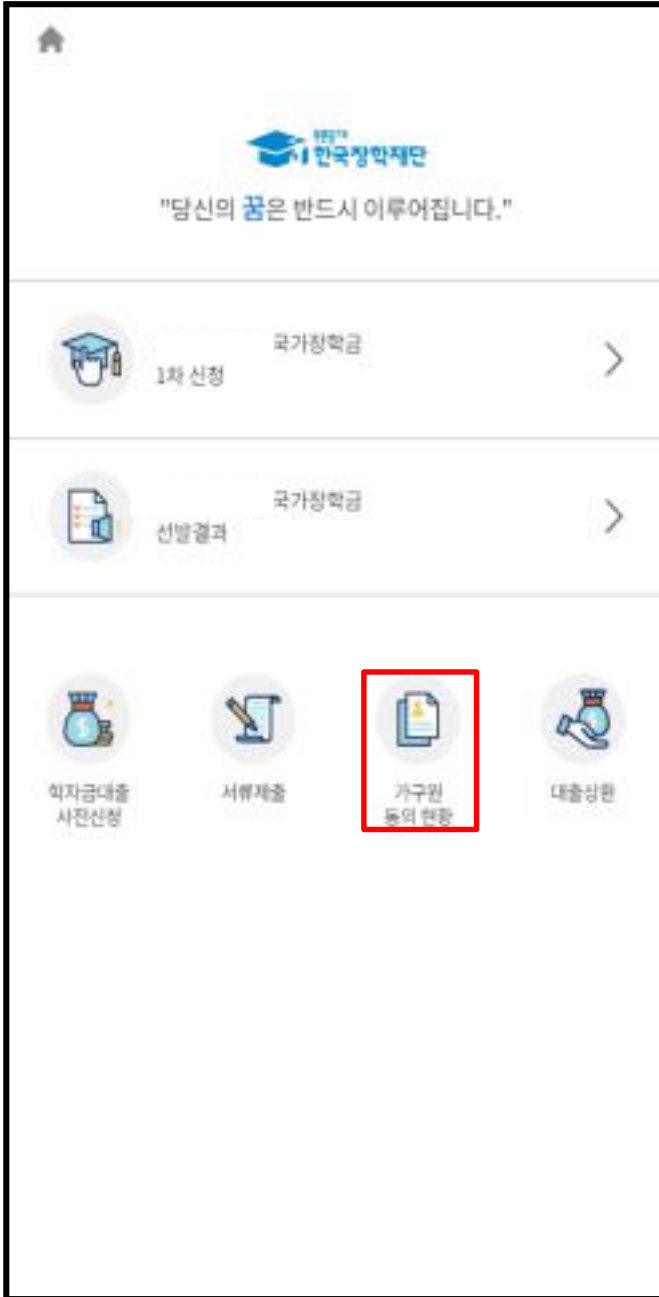 한국장학재단
"당신의 꿈은 반드시 이루어집니다."
국가장학금
1차 신청
국가장학금
선발결과
학자금대출
사전신청
서류제출
가구원
동의 현황
대출상환